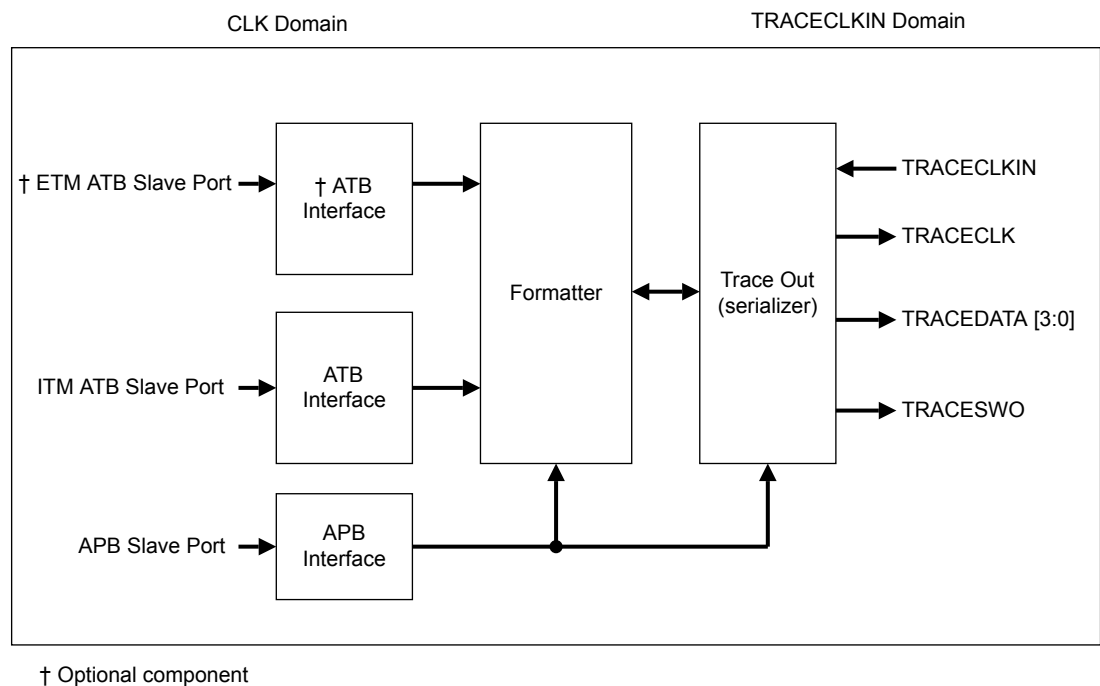 CLK Domain
TRACECLKIN Domain
† ETM ATB Slave Port
† ATB
Interface
Formatter
Trace Out
(serializer)
TRACECLKIN
TRACECLK
TRACEDATA [3:0]
TRACESWO
ITM ATB Slave Port
ATB
Interface
APB Slave Port
APB
Interface
† Optional component